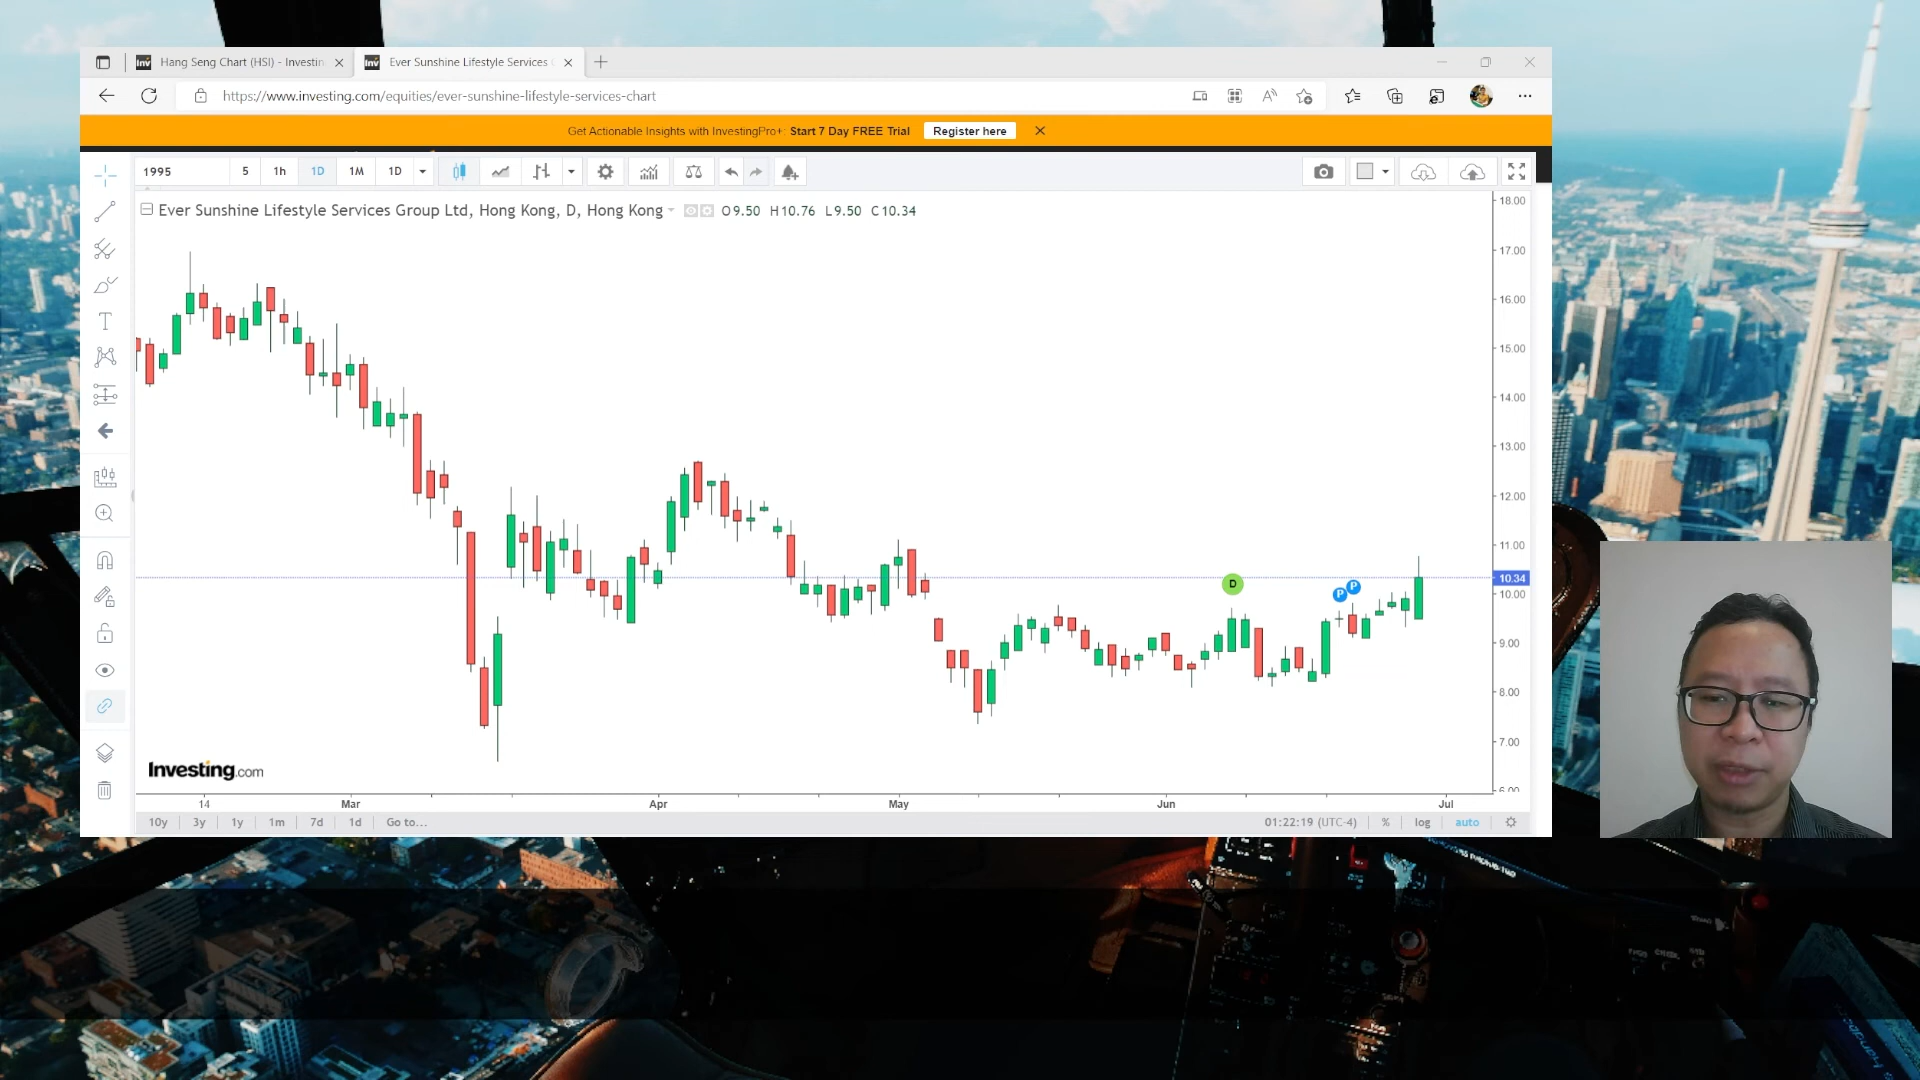 Hang Seng Chart (HSI) - Investin
Ever Sunshine Lifestyle Services
https://www.investing.com/equities/ever-sunshine-lifestyle-services-chart
Get Actionable Insights with InvestingPro+: Start 7 Day FREE Trial Register here
1995 5 1h 1D 1M 1D
Ever Sunshine Lifestyle Services Group Ltd, Hong Kong, D, Hong Kong O9.50 H10.76 L9.50 C10.34
18.00
17.00
16.00
15.00
14.00
13.00
12.00
11.00
10.34
10.00
9.00
8.00
7.00
6.00
D
P
P
Investing.com
14 Mar Apr May Jun Jul
10y 3y 1y 1m 7d 1d Go to... 01:22:19 (UTC-4) % log auto